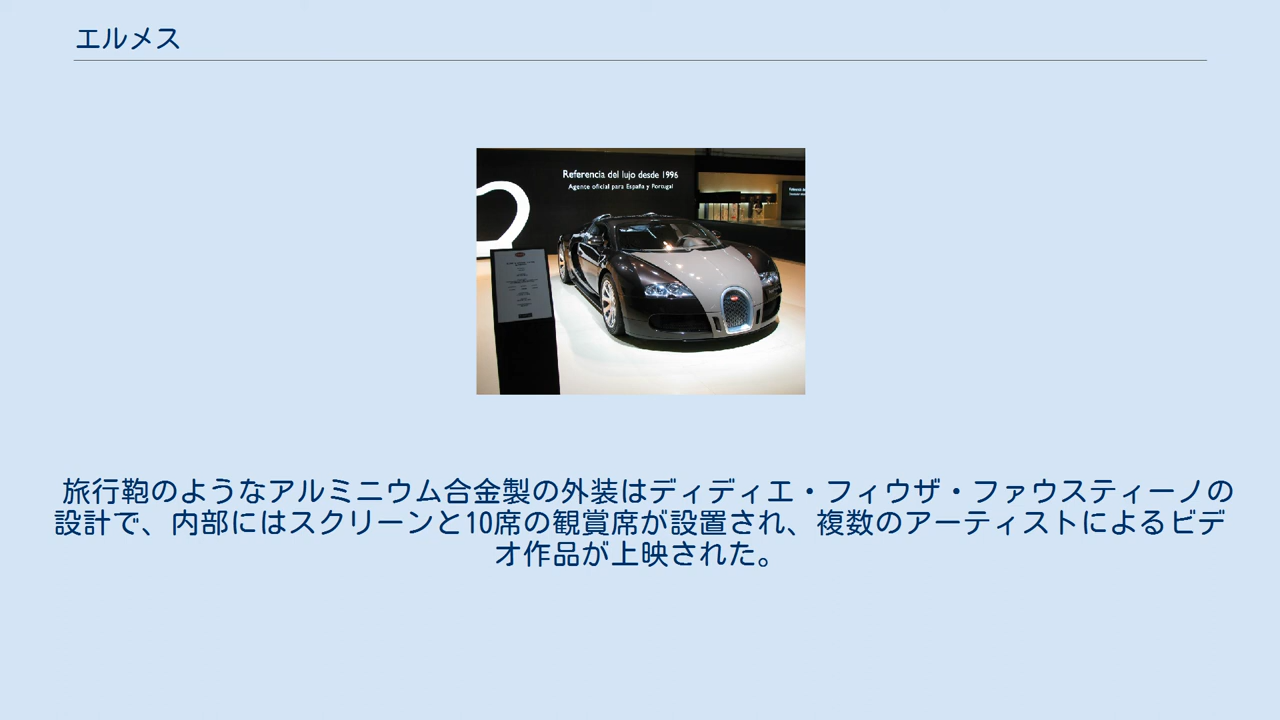 エルメス
Referencia del lujo desde 1996
Agente oficial para España y Portugal
旅行鞄のようなアルミニウム合金製の外装はディディエ・フィウザ・ファウスティーノの
設計で、内部にはスクリーンと10席の観賞席が設置され、複数のアーティストによるビデ
オ作品が上映された。